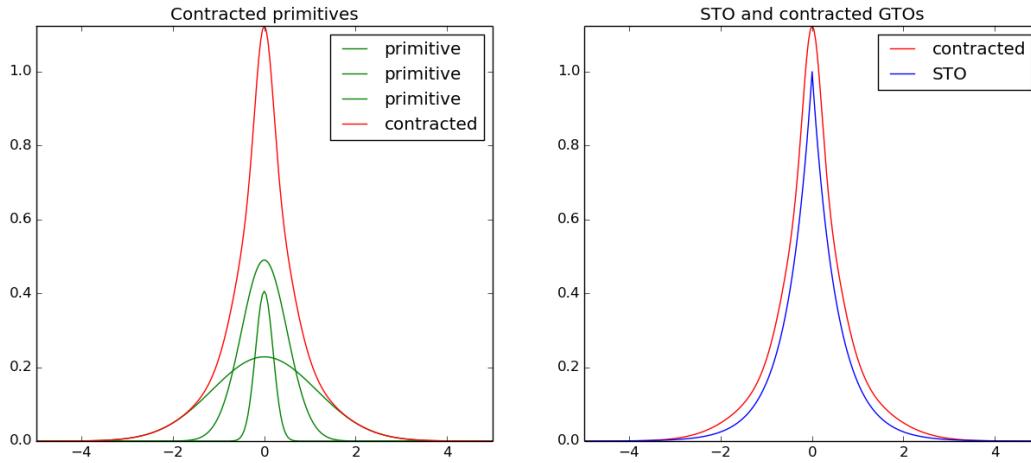 Contracted primitives
primitive
primitive
primitive
contracted
1.0
0.8
0.6
0.4
0.2
0.0
−4 −2 0 2 4
STO and contracted GTOs
contracted
STO
1.0
0.8
0.6
0.4
0.2
0.0
−4 −2 0 2 4